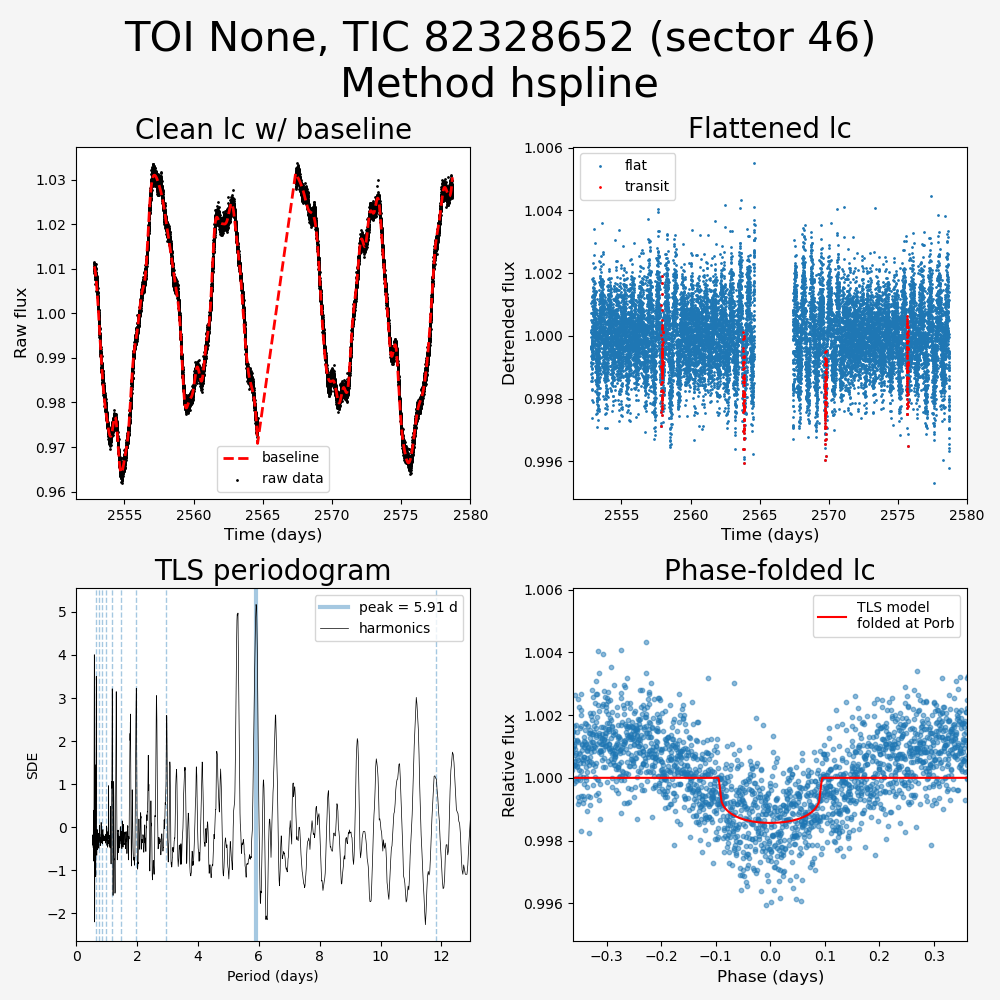 TOI None, TIC 82328652 (sector 46)
Method hspline
Clean lc w/ baseline
Raw flux
1.03
1.02
1.01
1.00
0.99
0.98
0.97
0.96
baseline
raw data
2555
2560
2565
2570
2575
2580
Time (days)
Flattened lc
Detrended flux
1.006
1.004
1.002
1.000
0.998
0.996
flat
transit
2555
2560
2565
2570
2575
2580
Time (days)
TLS periodogram
SDE
5
4
3
2
1
0
−1
−2
peak = 5.91 d
harmonics
0
2
4
6
8
10
12
Period (days)
Phase-folded lc
Relative flux
1.006
1.004
1.002
1.000
0.998
0.996
TLS model
folded at Porb
−0.3
−0.2
−0.1
0.0
0.1
0.2
0.3
Phase (days)